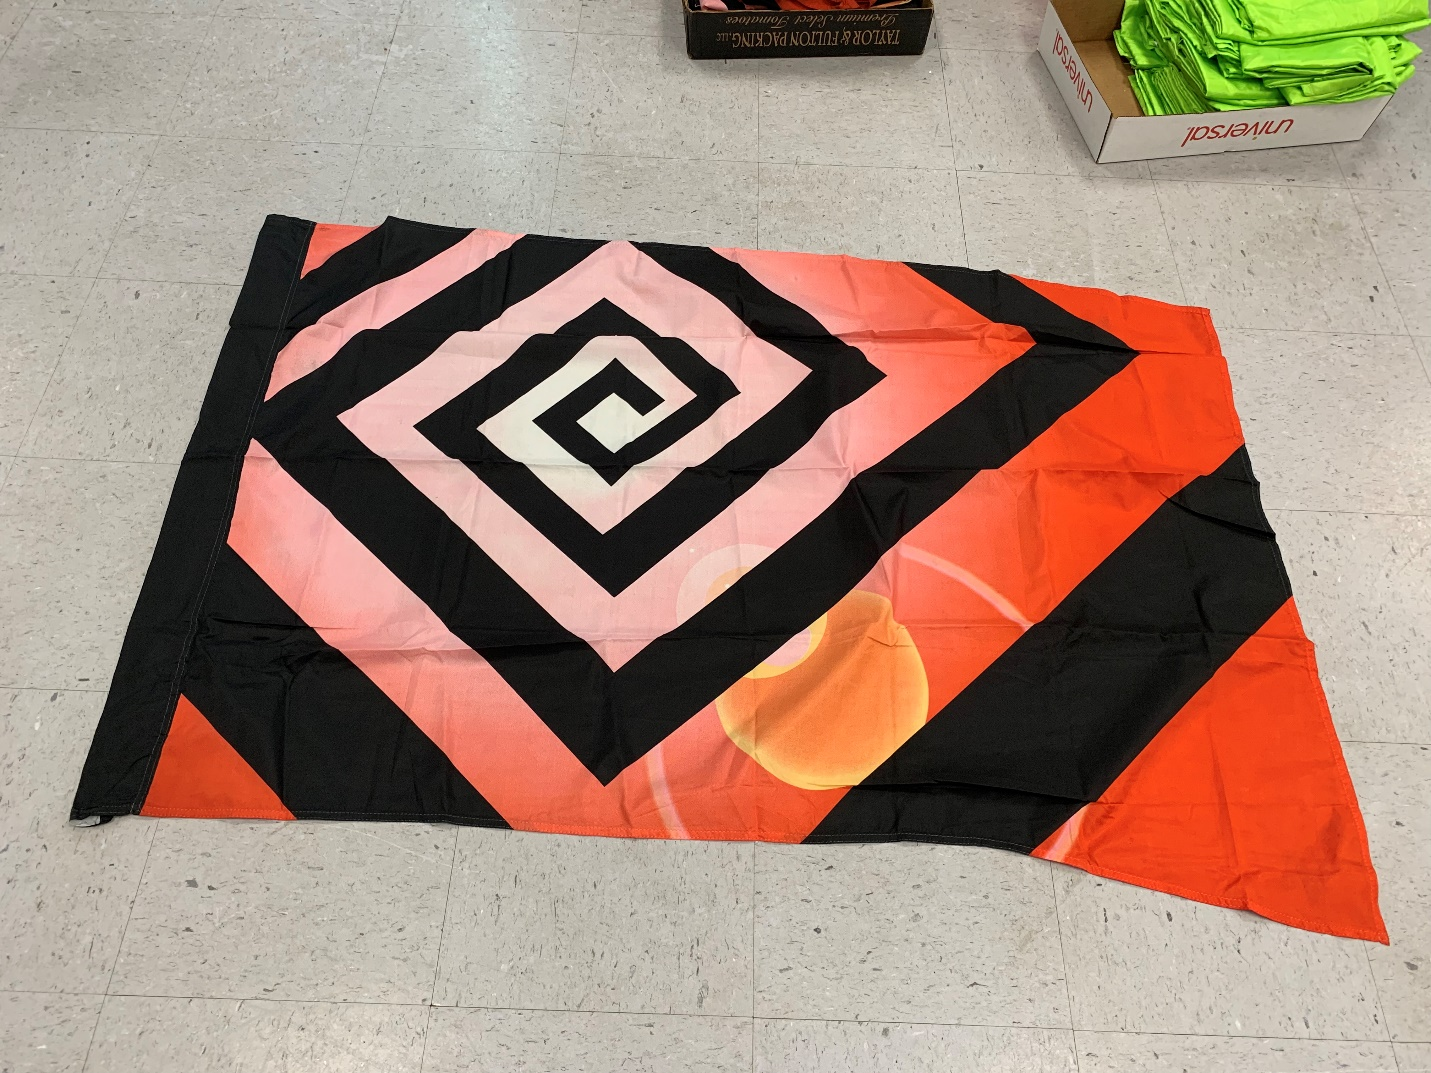 TAYLOR & FULTON PACKING, LLC
Premium Select Tomatoes
universal
universal